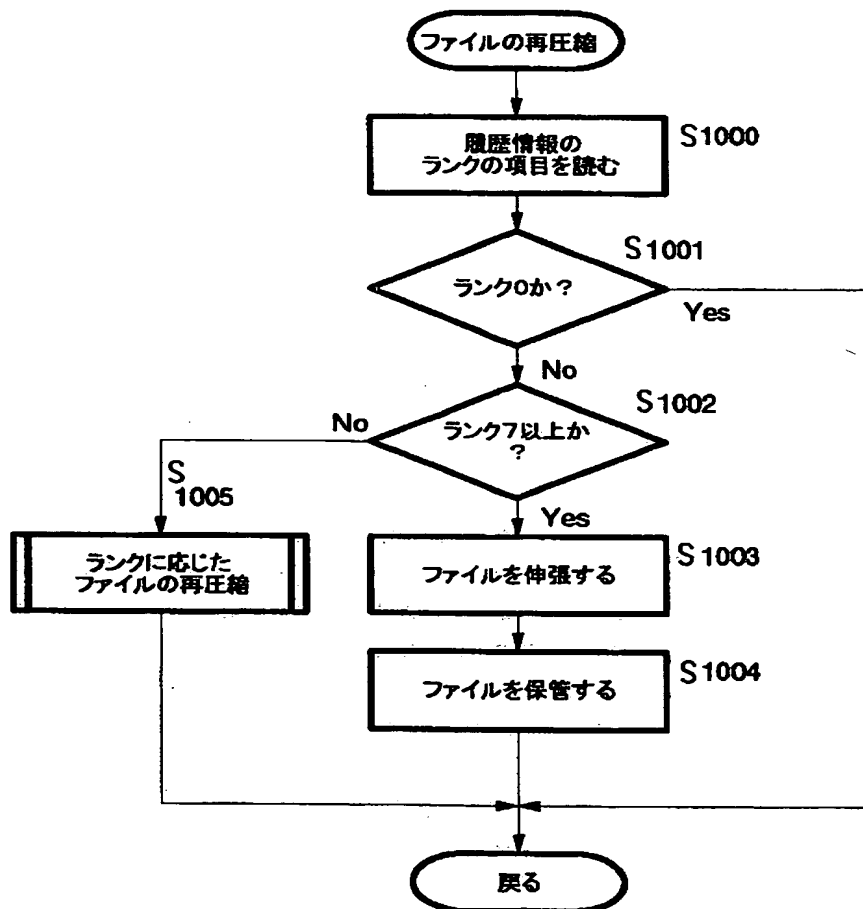 ファイルの再圧縮
履歴情報の
ランクの項目を読む
S1000
ランク0か?
S1001
Yes
No
ランク7以上か
?
S1002
No
Yes
S
1005
ランクに応じた
ファイルの再圧縮
ファイルを伸張する
S1003
ファイルを保管する
S1004
戻る